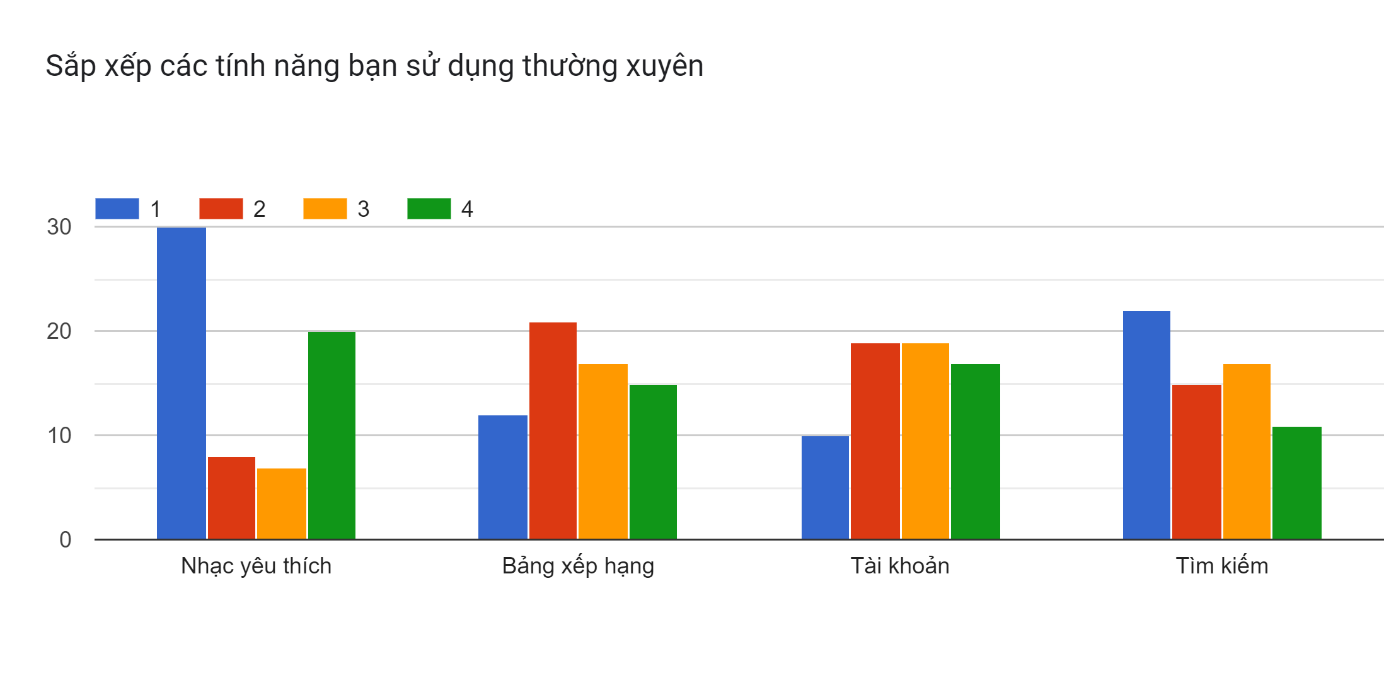 Sắp xếp các tính năng bạn sử dụng thường xuyên
1 2 3 4
30
20
10
0
Nhạc yêu thích Bảng xếp hạng Tài khoản Tìm kiếm